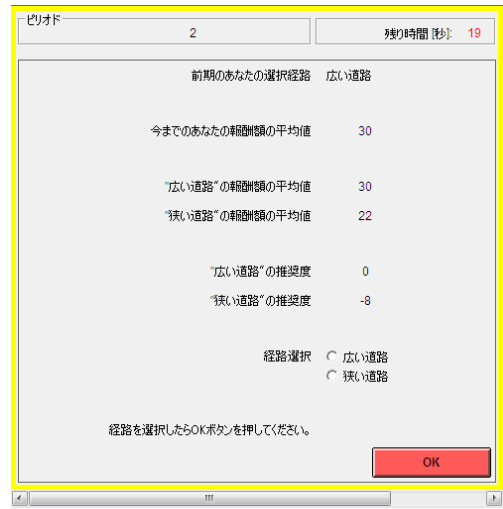 ピリオド
2
残り時間 [秒]: 19
前期のあなたの選択経路 広い道路
今までのあなたの報酬額の平均値 30
"広い道路"の報酬額の平均値 30
"狭い道路"の報酬額の平均値 22
"広い道路"の推奨度 0
"狭い道路"の推奨度 -8
経路選択 広い道路
狭い道路
経路を選択したらOKボタンを押してください。
OK